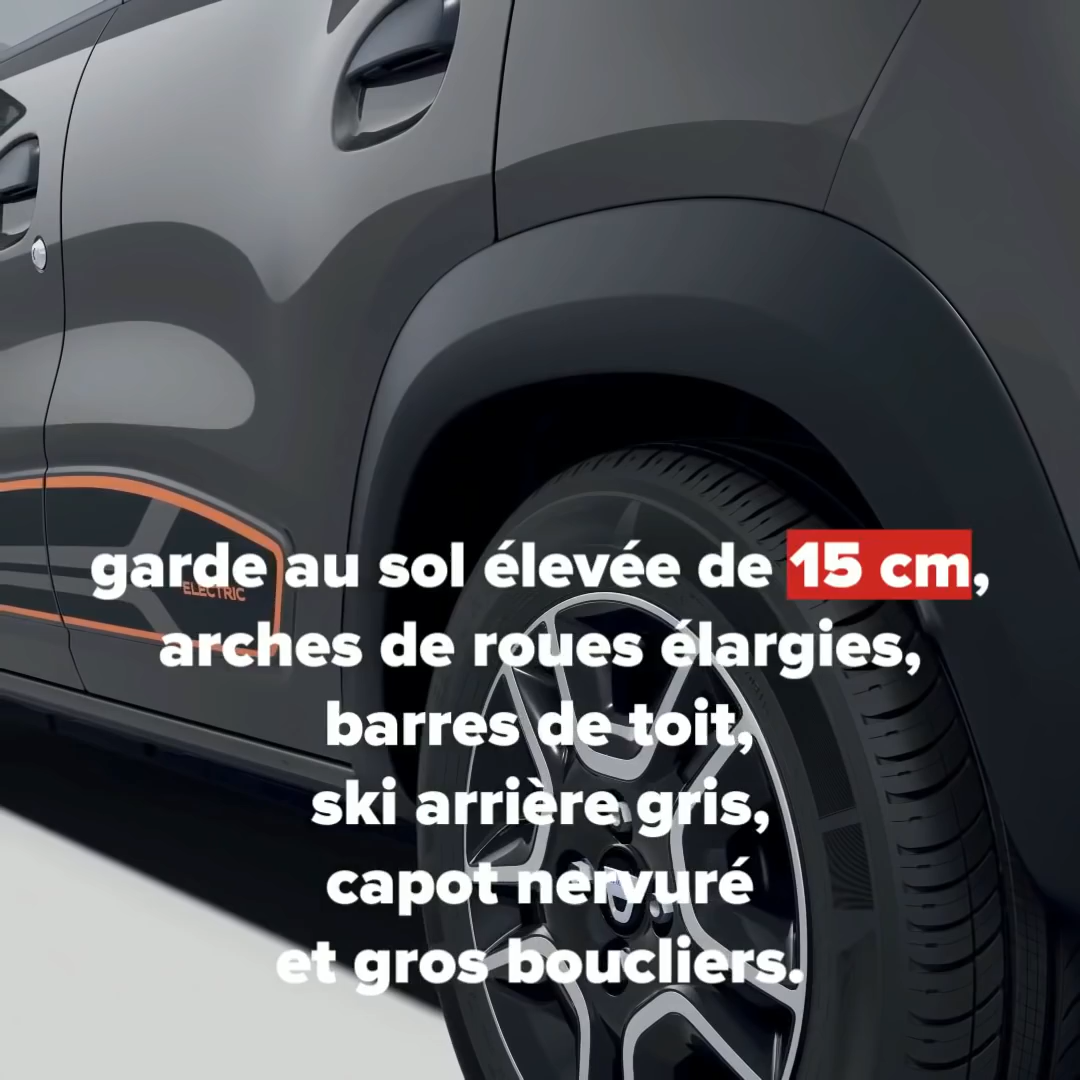 garde au sol élevée de 15 cm,
ELECTRIC
arches de roues élargies,
barres de toit,
ski arrière gris,
capot nervuré
et gros boucliers.